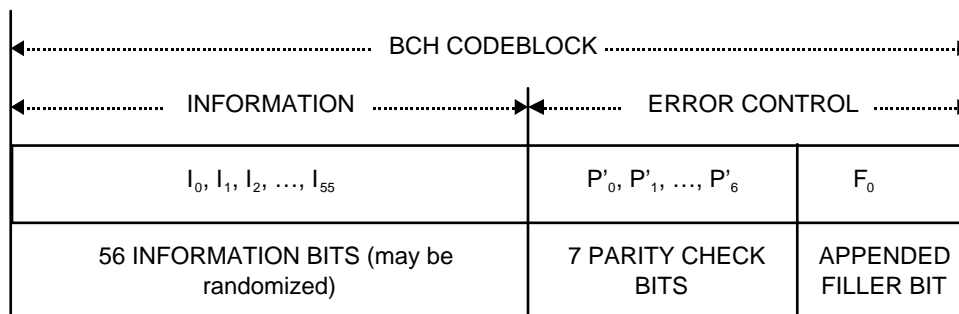 BCH CODEBLOCK
INFORMATION ERROR CONTROL
I₀, I₁, I₂, …, I₅₅ P’₀, P’₁, …, P’₆ F₀
56 INFORMATION BITS (may be randomized) 7 PARITY CHECK BITS APPENDED FILLER BIT